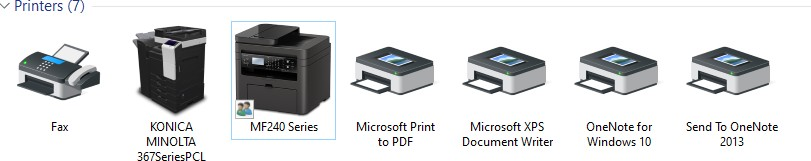 Printers (7)
Fax
KONICA
MINOLTA
367SeriesPCL
MF240 Series
Microsoft Print
to PDF
Microsoft XPS
Document Writer
OneNote for
Windows 10
Send To OneNote
2013